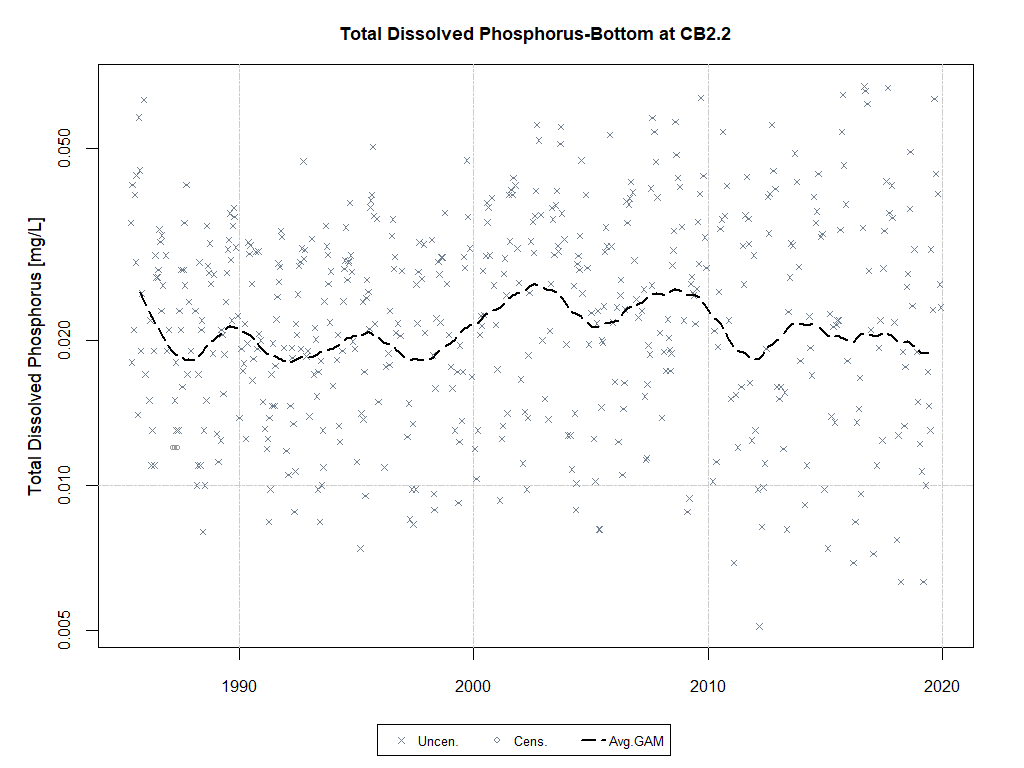 Total Dissolved Phosphorus-Bottom at CB2.2
Total Dissolved Phosphorus [mg/L]
0.050
0.020
0.010
0.005
1990 2000 2010 2020
Uncen. Cens. Avg.GAM